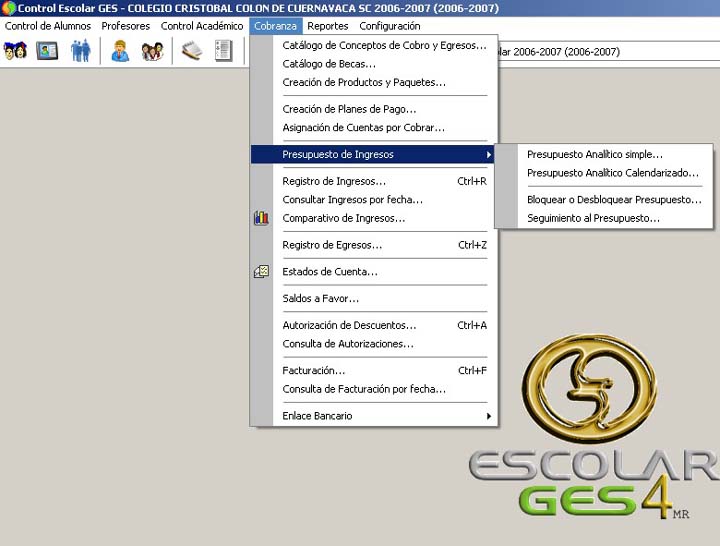 Control Escolar GES - COLEGIO CRISTOBAL COLON DE CUERNAVACA SC 2006-2007 (2006-2007)
Control de Alumnos Profesores Control Académico Cobranza Reportes Configuración
lar 2006-2007 (2006-2007)
Catálogo de Conceptos de Cobro y Egresos...
Catálogo de Becas...
Creación de Productos y Paquetes...
Creación de Planes de Pago...
Asignación de Cuentas por Cobrar...
Presupuesto de Ingresos
Presupuesto Analítico simple...
Presupuesto Analítico Calendarizado...
Bloquear o Desbloquear Presupuesto...
Seguimiento al Presupuesto...
Registro de Ingresos... Ctrl+R
Consultar Ingresos por fecha...
Comparativo de Ingresos...
Registro de Egresos... Ctrl+Z
Estados de Cuenta...
Saldos a Favor...
Autorización de Descuentos... Ctrl+A
Consulta de Autorizaciones...
Facturación... Ctrl+F
Consulta de Facturación por fecha...
Enlace Bancario
ESCOLAR
GES4 MR